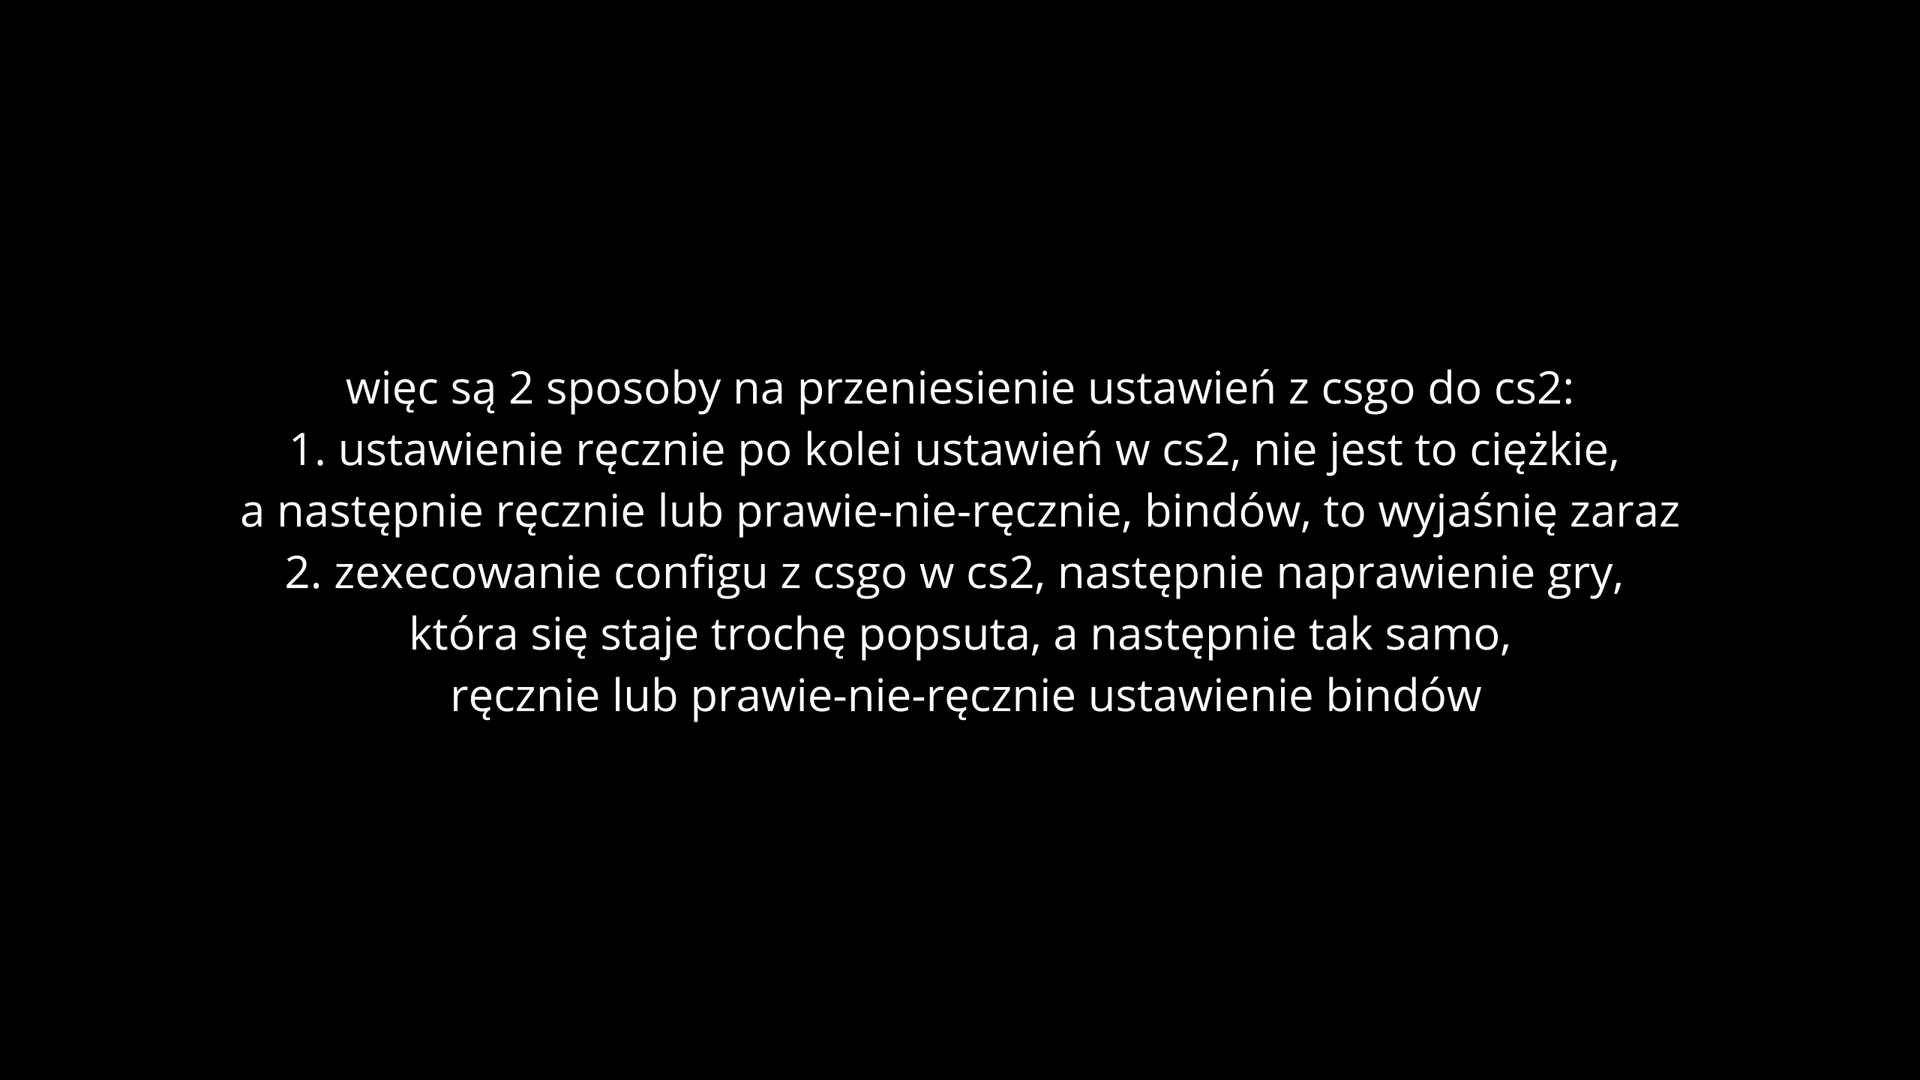 więc są 2 sposoby na przeniesienie ustawień z csgo do cs2:
1. ustawienie ręcznie po kolei ustawień w cs2, nie jest to ciężkie,
a następnie ręcznie lub prawie-nie-ręcznie, bindów, to wyjaśnię zaraz
2. zexecowanie configu z csgo w cs2, następnie naprawienie gry,
która się staje trochę popsuta, a następnie tak samo,
ręcznie lub prawie-nie-ręcznie ustawienie bindów